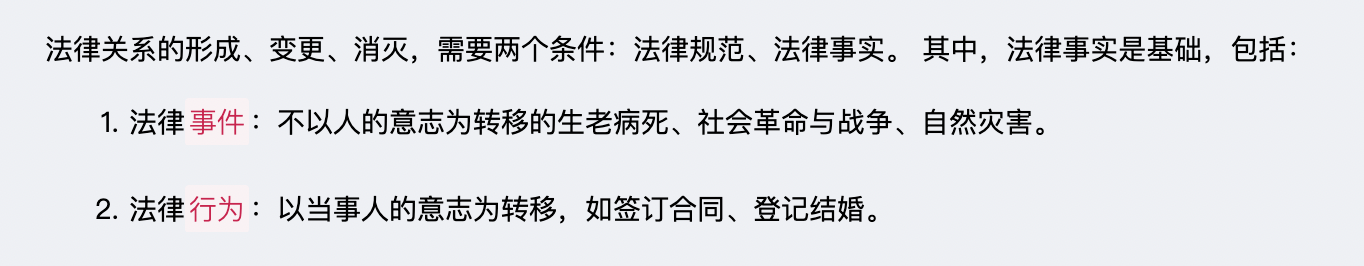 法律关系的形成、变更、消灭，需要两个条件：法律规范、法律事实。 其中，法律事实是基础，包括：
1. 法律事件：不以人的意志为转移的生老病死、社会革命与战争、自然灾害。
2. 法律行为：以当事人的意志为转移，如签订合同、登记结婚。